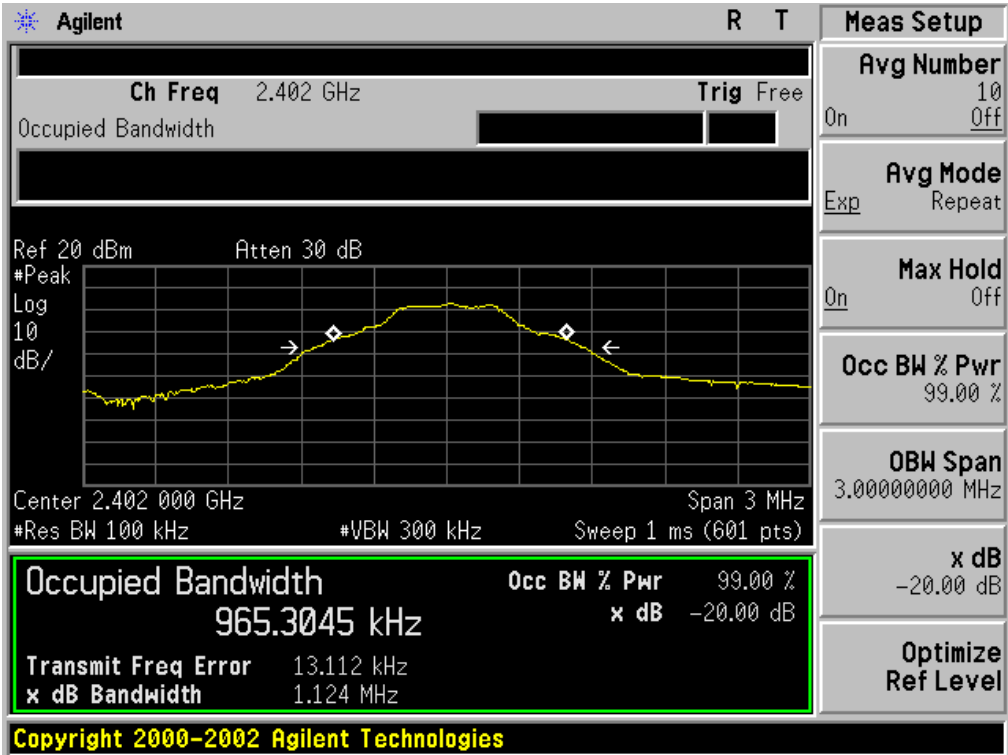 Agilent R T
Ch Freq 2.402 GHz Trig Free
Occupied Bandwidth
Ref 20 dBm Atten 30 dB
#Peak
Log
10
dB/
Center 2.402 000 GHz Span 3 MHz
#Res BW 100 kHz #VBW 300 kHz Sweep 1 ms (601 pts)
Occupied Bandwidth Occ BW % Pwr 99.00 %
965.3045 kHz x dB -20.00 dB
Transmit Freq Error 13.112 kHz
x dB Bandwidth 1.124 MHz
Copyright 2000-2002 Agilent Technologies
Meas Setup
Avg Number
10
On Off
Avg Mode
Exp Repeat
Max Hold
On Off
Occ BW % Pwr
99.00 %
OBW Span
3.00000000 MHz
x dB
-20.00 dB
Optimize
Ref Level